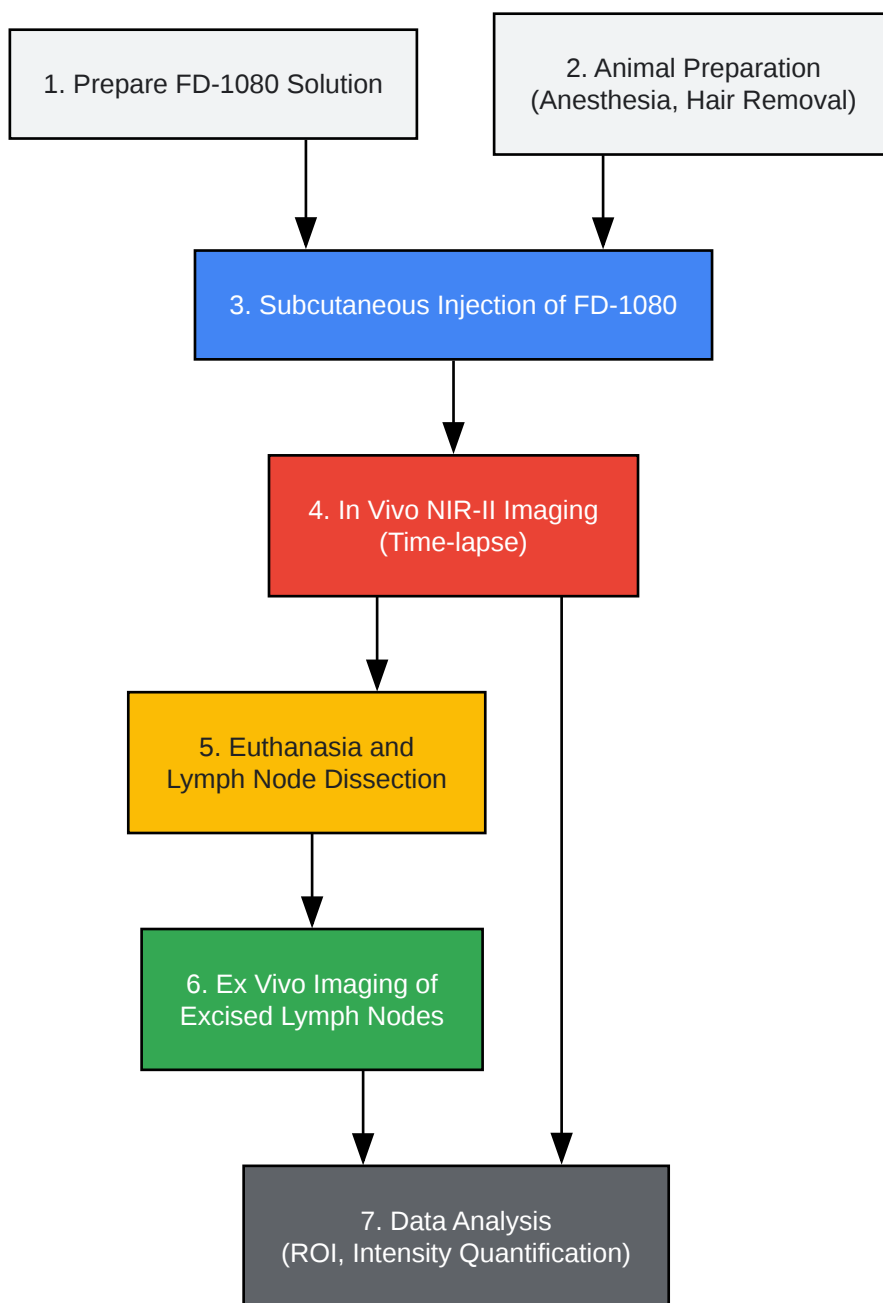 1. Prepare FD-1080 Solution
2. Animal Preparation
(Anesthesia, Hair Removal)
3. Subcutaneous Injection of FD-1080
4. In Vivo NIR-II Imaging
(Time-lapse)
5. Euthanasia and
Lymph Node Dissection
6. Ex Vivo Imaging of
Excised Lymph Nodes
7. Data Analysis
(ROI, Intensity Quantification)